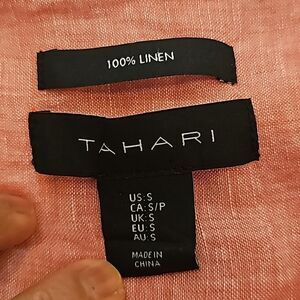 100% LINEN
TAHARI
US:S
CA:S/P
UK:S
EU:S
AU:S
MADE IN
CHINA